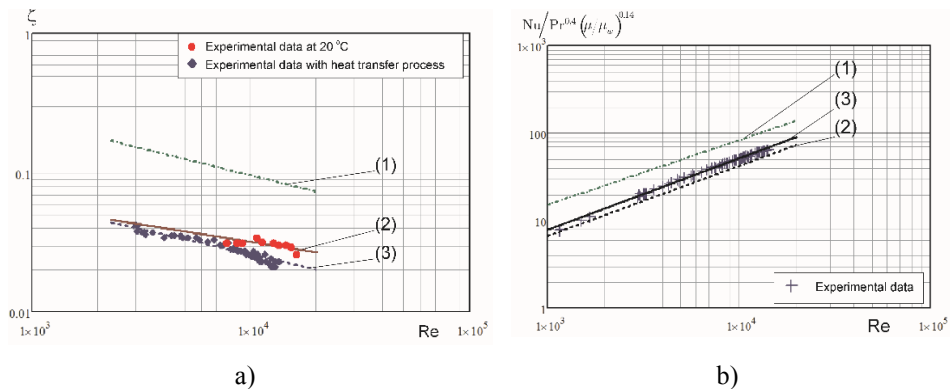 ζ
1
Experimental data at 20 °C
Experimental data with heat transfer process
(1)
0.1
(2)
(3)
0.01
1×10³
1×10⁴
Re
1×10⁵
a)
Nu/Pr^0.4 (μ/μ_w)^0.14
1×10³
(1)
(3)
100
(2)
10
Experimental data
1
1×10³
1×10⁴
Re
1×10⁵
b)